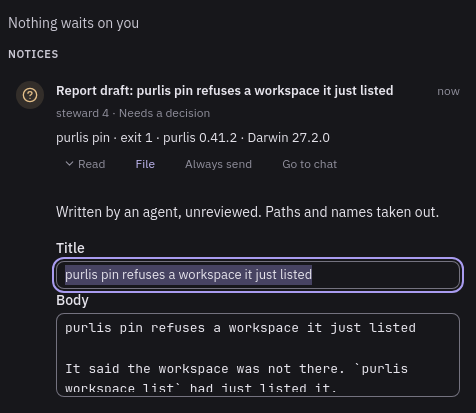 Nothing waits on you
NOTICES
Report draft: purlis pin refuses a workspace it just listed
now
steward 4 · Needs a decision
purlis pin · exit 1 · purlis 0.41.2 · Darwin 27.2.0
Read File Always send Go to chat
Written by an agent, unreviewed. Paths and names taken out.
Title
purlis pin refuses a workspace it just listed
Body
purlis pin refuses a workspace it just listed
It said the workspace was not there. `purlis
workspace list` had just listed it.